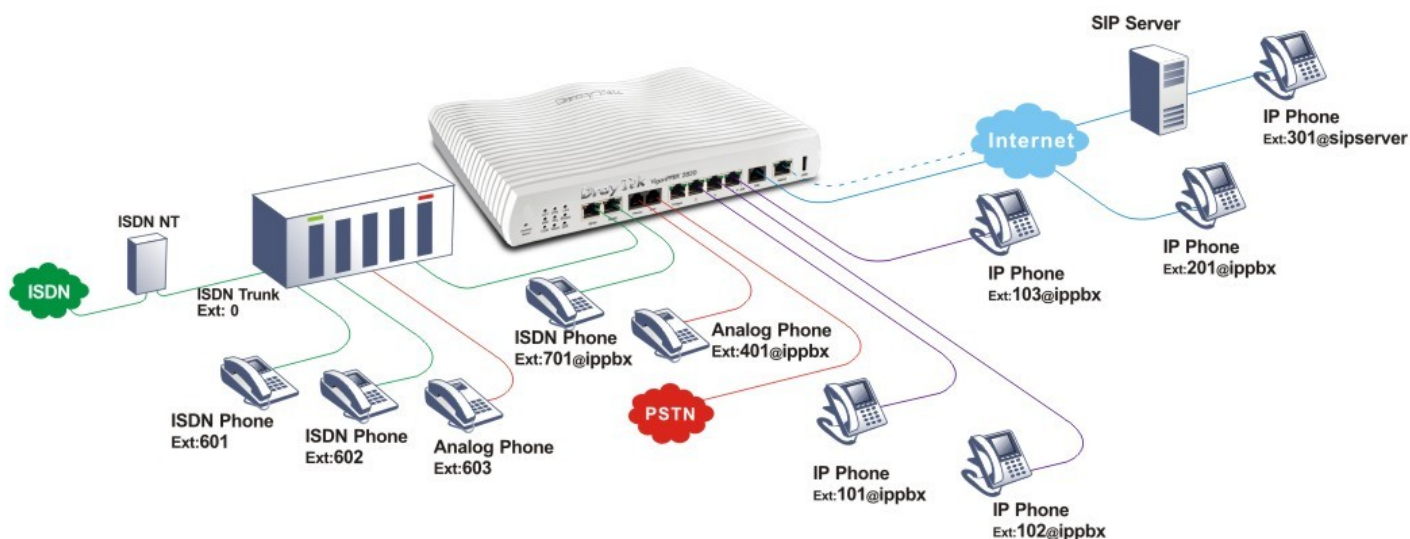 SIP Server
IP Phone
Ext:301@sipserver
Internet
DrayTek
ISDN NT
IP Phone
Ext:201@ippbx
IP Phone
Ext:103@ippbx
ISDN
ISDN Trunk
Ext: 0
ISDN Phone
Ext:701@ippbx
Analog Phone
Ext:401@ippbx
PSTN
ISDN Phone
Ext:601
ISDN Phone
Ext:602
Analog Phone
Ext:603
IP Phone
Ext:101@ippbx
IP Phone
Ext:102@ippbx